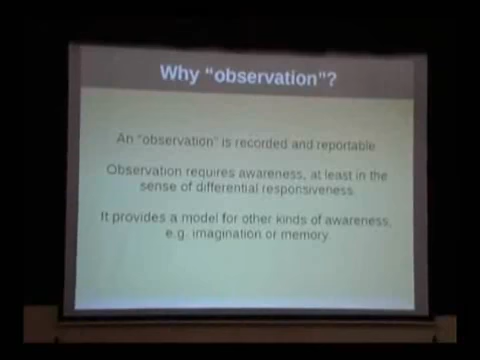 Why "observation"?
An "observation" is recorded and reportable
Observation requires awareness, at least in the
sense of differential responsiveness.
It provides a model for other kinds of awareness,
e.g. imagination or memory.